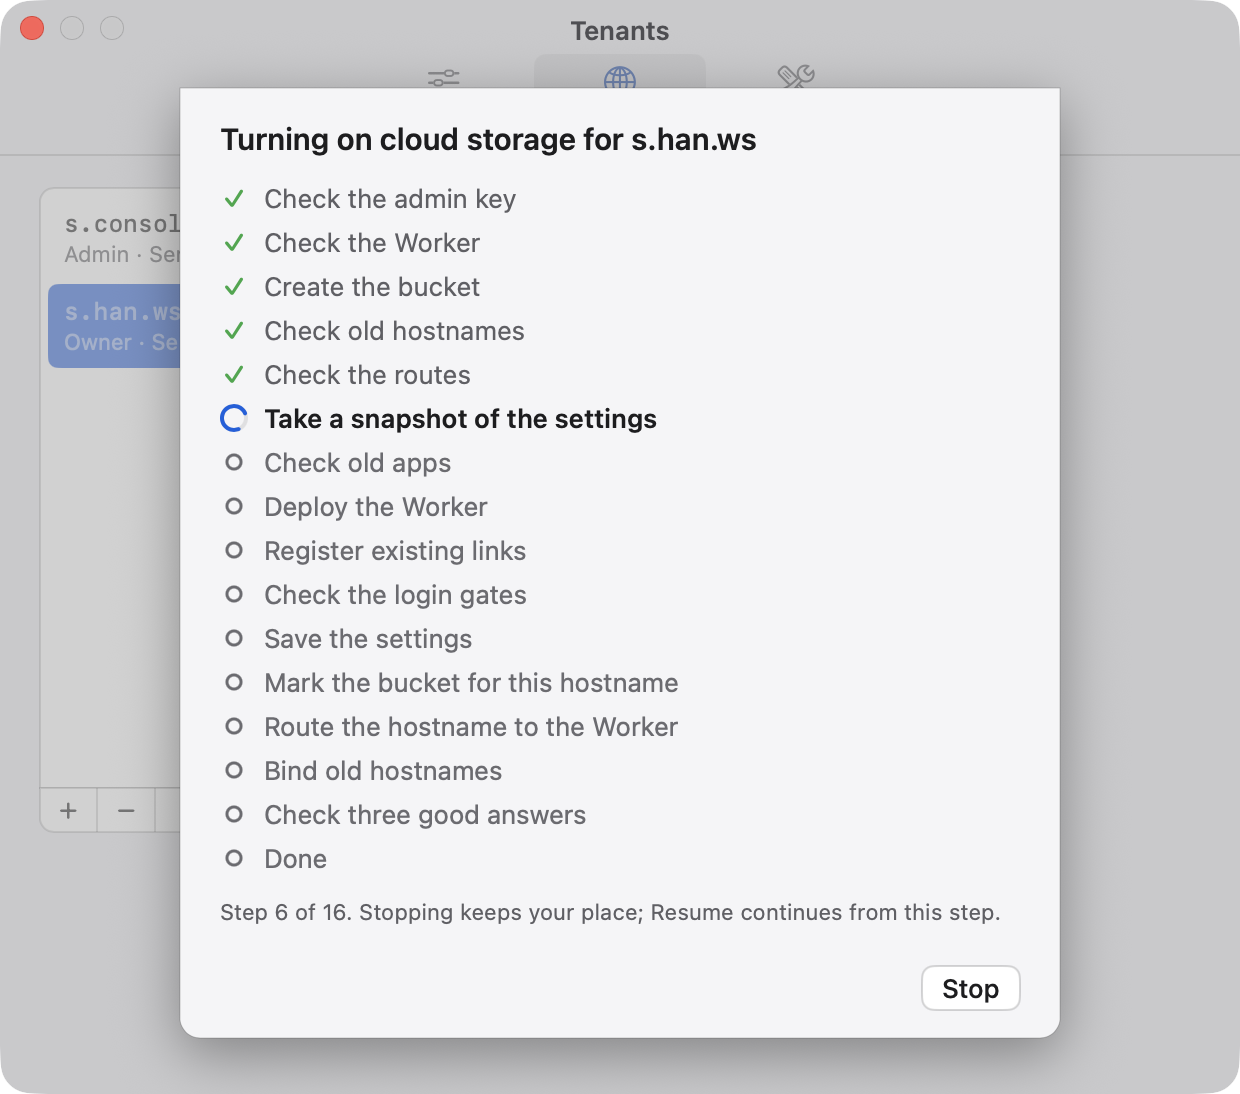 Tenants
Turning on cloud storage for s.han.ws
Check the admin key
Check the Worker
Create the bucket
Check old hostnames
Check the routes
Take a snapshot of the settings
Check old apps
Deploy the Worker
Register existing links
Check the login gates
Save the settings
Mark the bucket for this hostname
Route the hostname to the Worker
Bind old hostnames
Check three good answers
Done
Step 6 of 16. Stopping keeps your place; Resume continues from this step.
Stop
s.consol
Admin · Ser
s.han.ws
Owner · Se